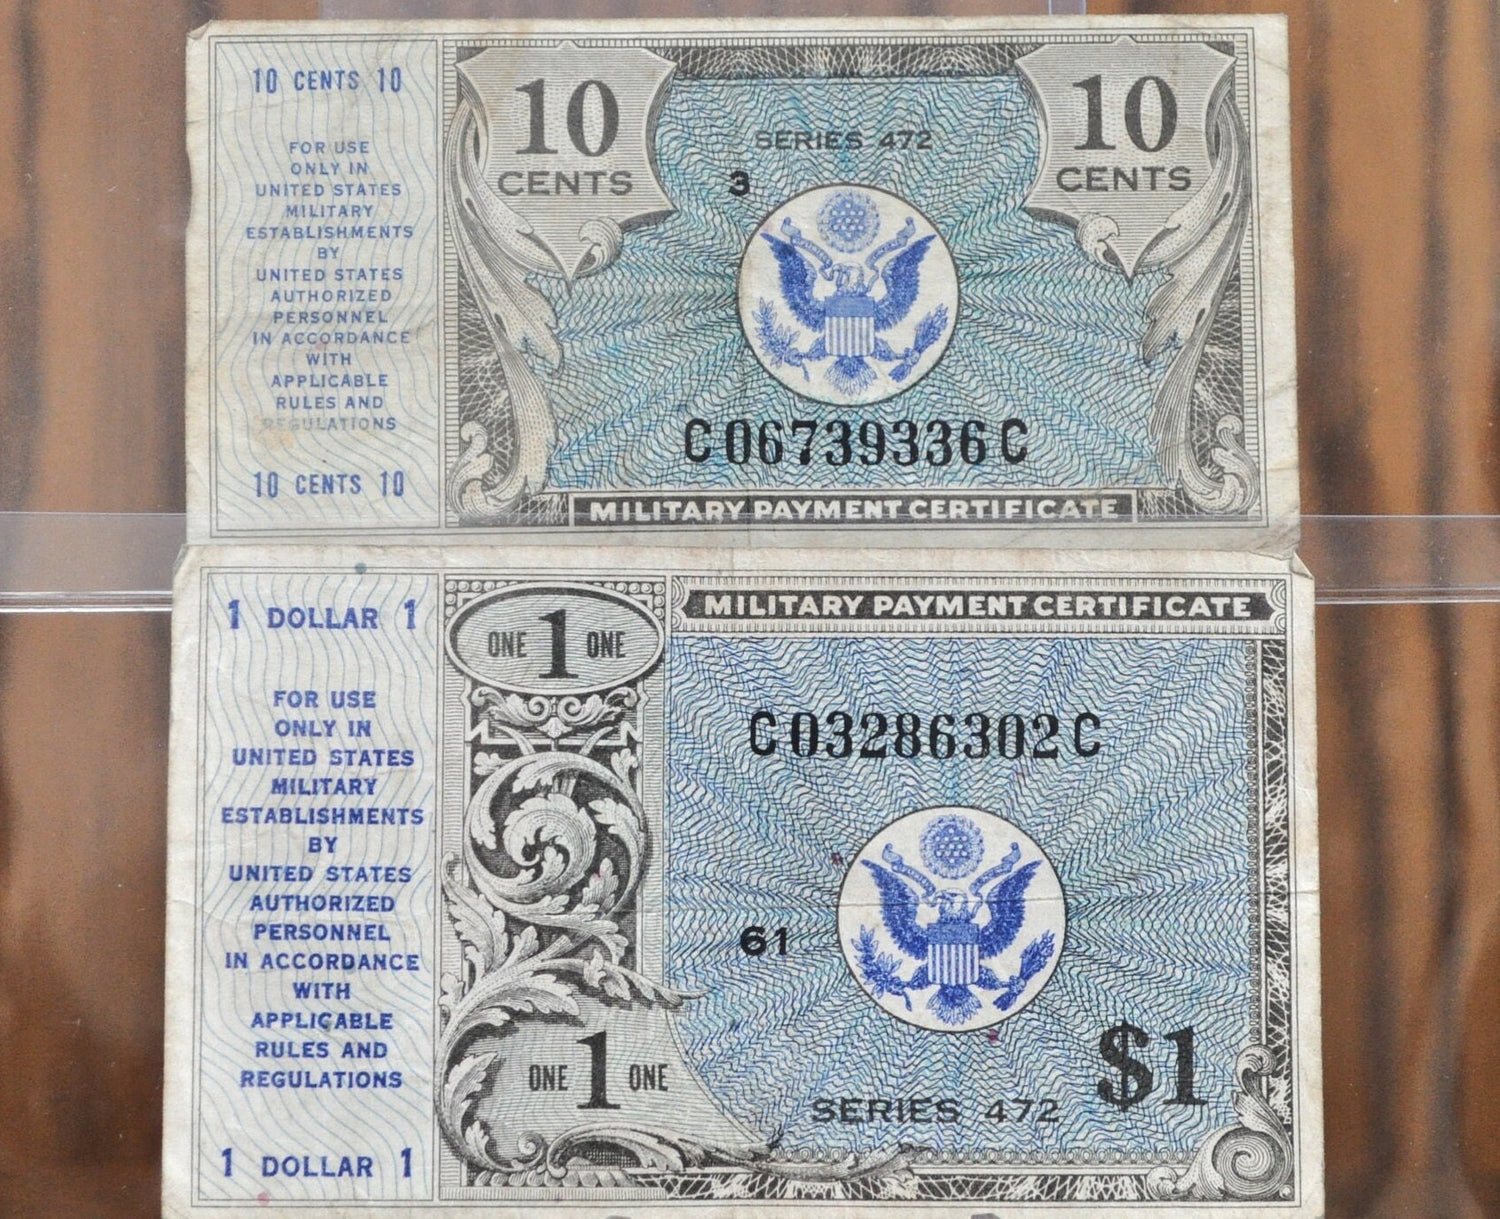 10 CENTS 10
FOR USE
ONLY IN
UNITED STATES
MILITARY
ESTABLISHMENTS
BY
UNITED STATES
AUTHORIZED
PERSONNEL
IN ACCORDANCE
WITH
APPLICABLE
RULES AND
REGULATIONS
10 CENTS 10
10
CENTS
SERIES 472
3
10
CENTS
C06739336C
MILITARY PAYMENT CERTIFICATE
1 DOLLAR 1
FOR USE
ONLY IN
UNITED STATES
MILITARY
ESTABLISHMENTS
BY
UNITED STATES
AUTHORIZED
PERSONNEL
IN ACCORDANCE
WITH
APPLICABLE
RULES AND
REGULATIONS
1 DOLLAR 1
ONE 1 ONE
MILITARY PAYMENT CERTIFICATE
C03286302C
61
ONE 1 ONE
$1
SERIES 472